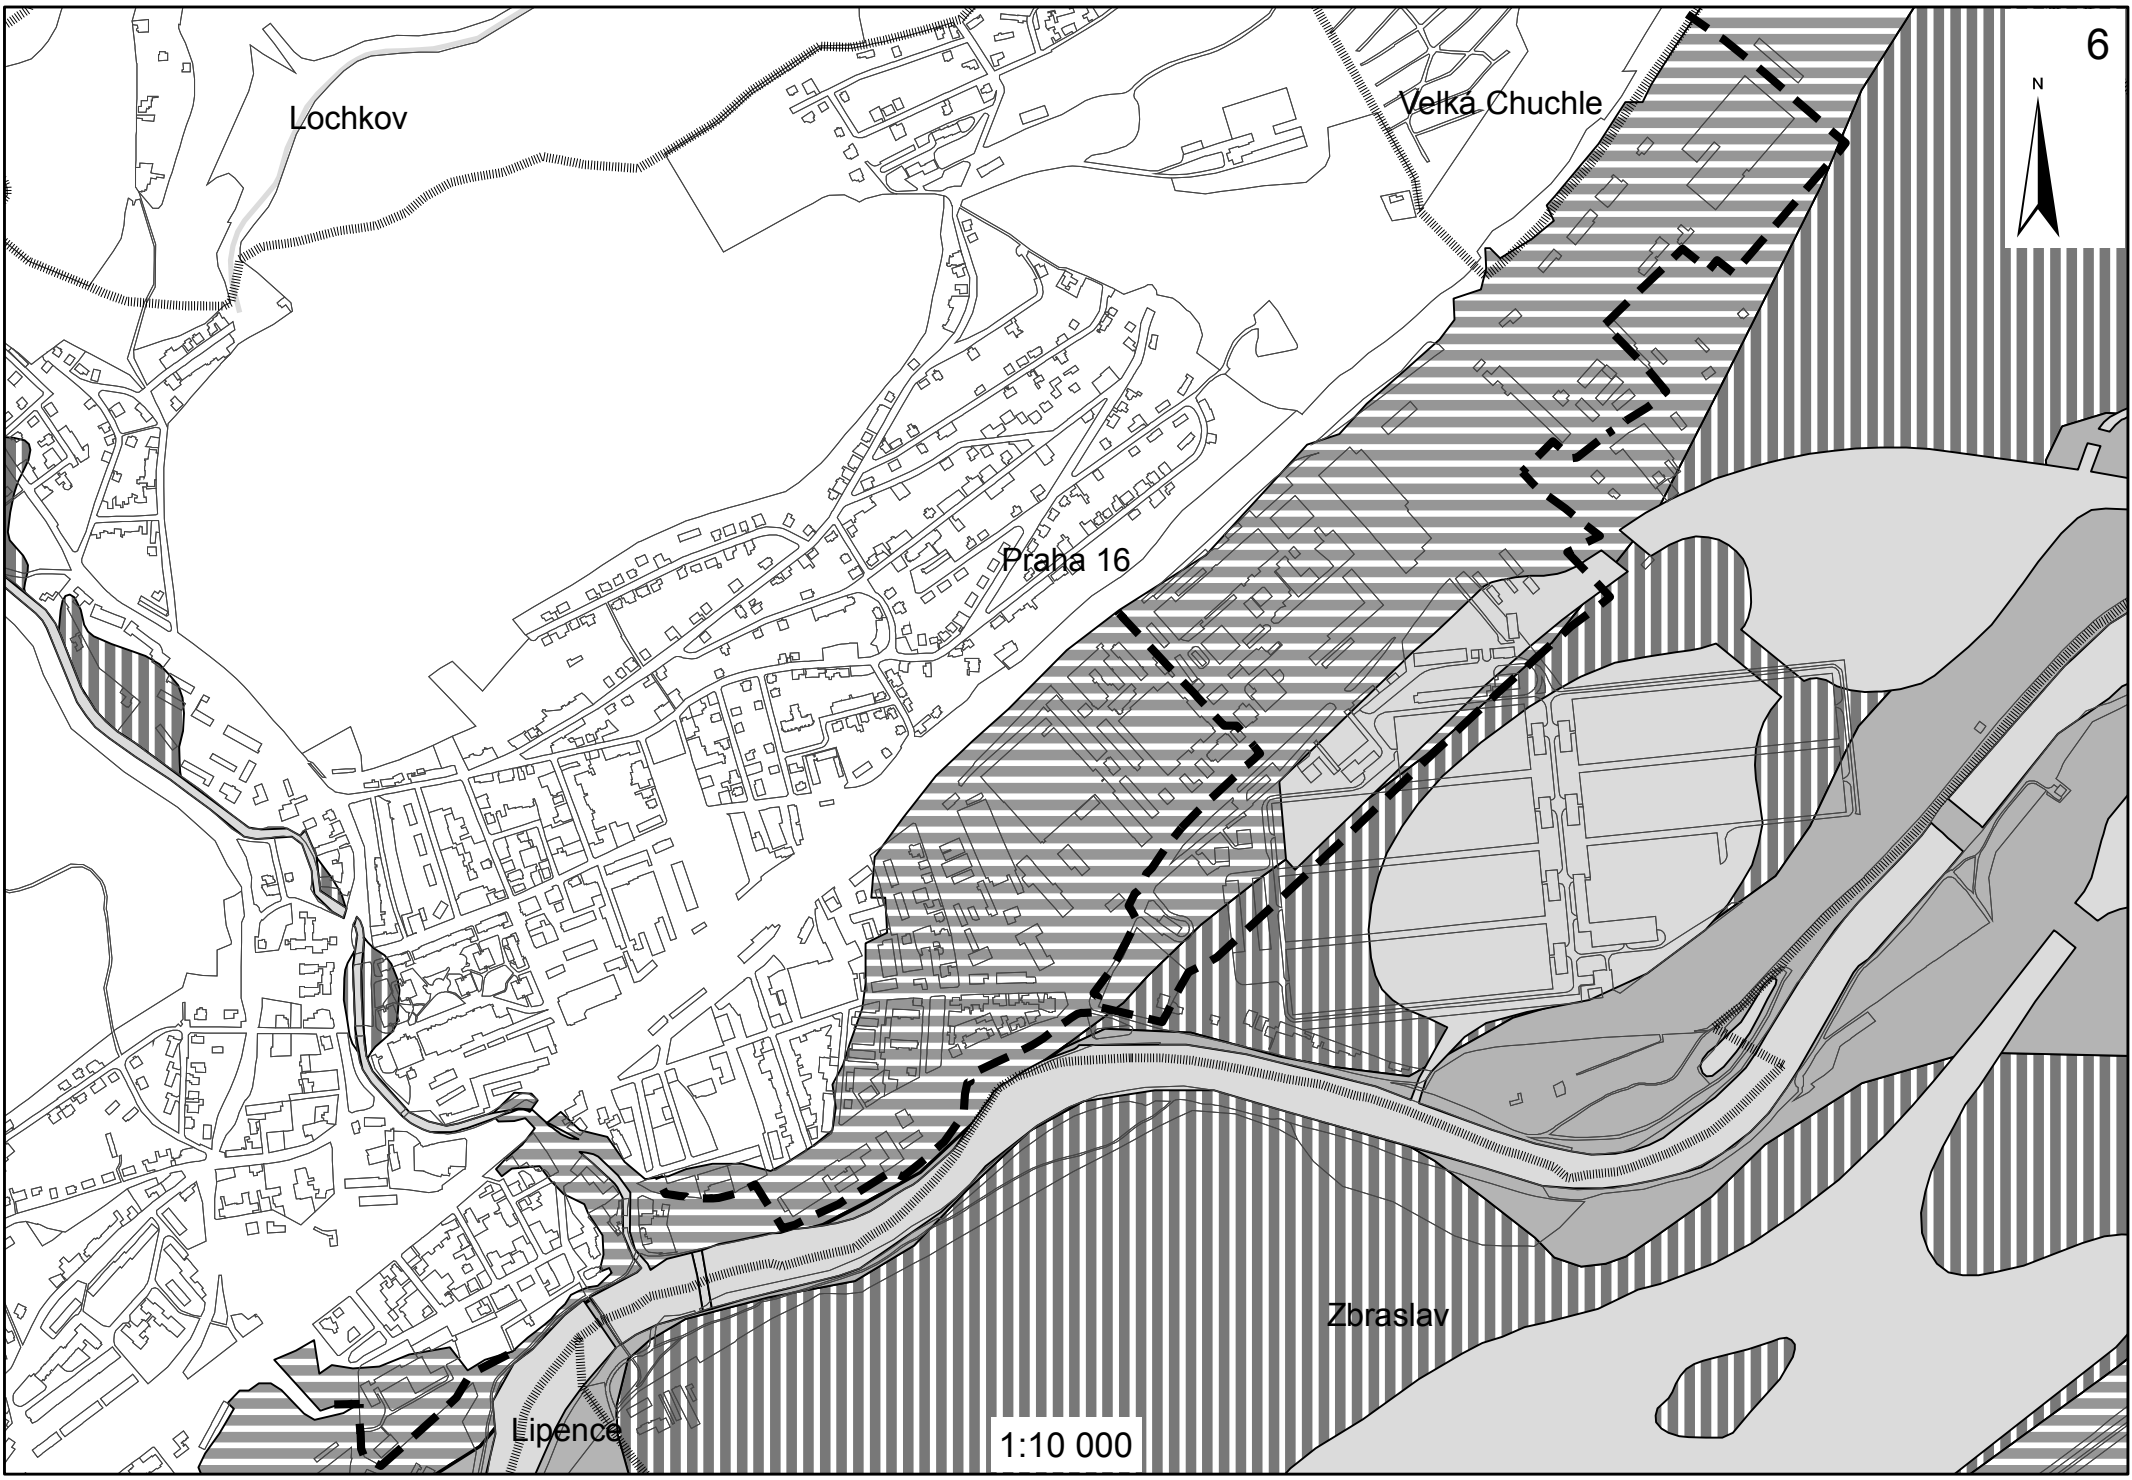 6
N
Lochkov
Velká Chuchle
Praha 16
Zbraslav
Lipence
1:10 000